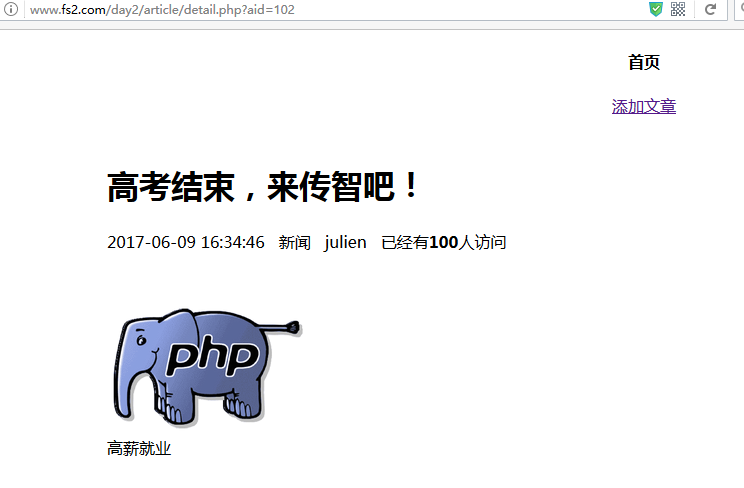 www.fs2.com/day2/article/detail.php?aid=102
首页
添加文章
高考结束，来传智吧！
2017-06-09 16:34:46 新闻 julien 已经有100人访问
php
高薪就业